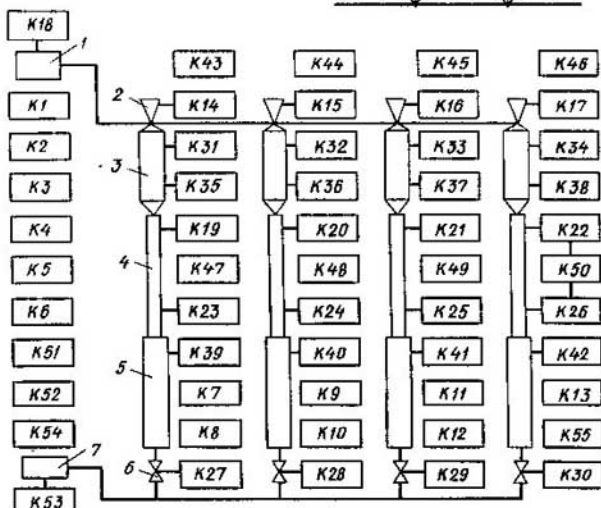 K18
1
K43 K44 K45 K46
K1 2 K14 K15 K16 K17
K2 K31 K32 K33 K34
K3 3 K35 K36 K37 K38
K4 K19 K20 K21 K22
K5 4 K47 K48 K49 K50
K6 K23 K24 K25 K26
K51 5 K39 K40 K41 K42
K52 K7 K9 K11 K13
K54 K8 K10 K12 K55
7 6 K27 K28 K29 K30
K53